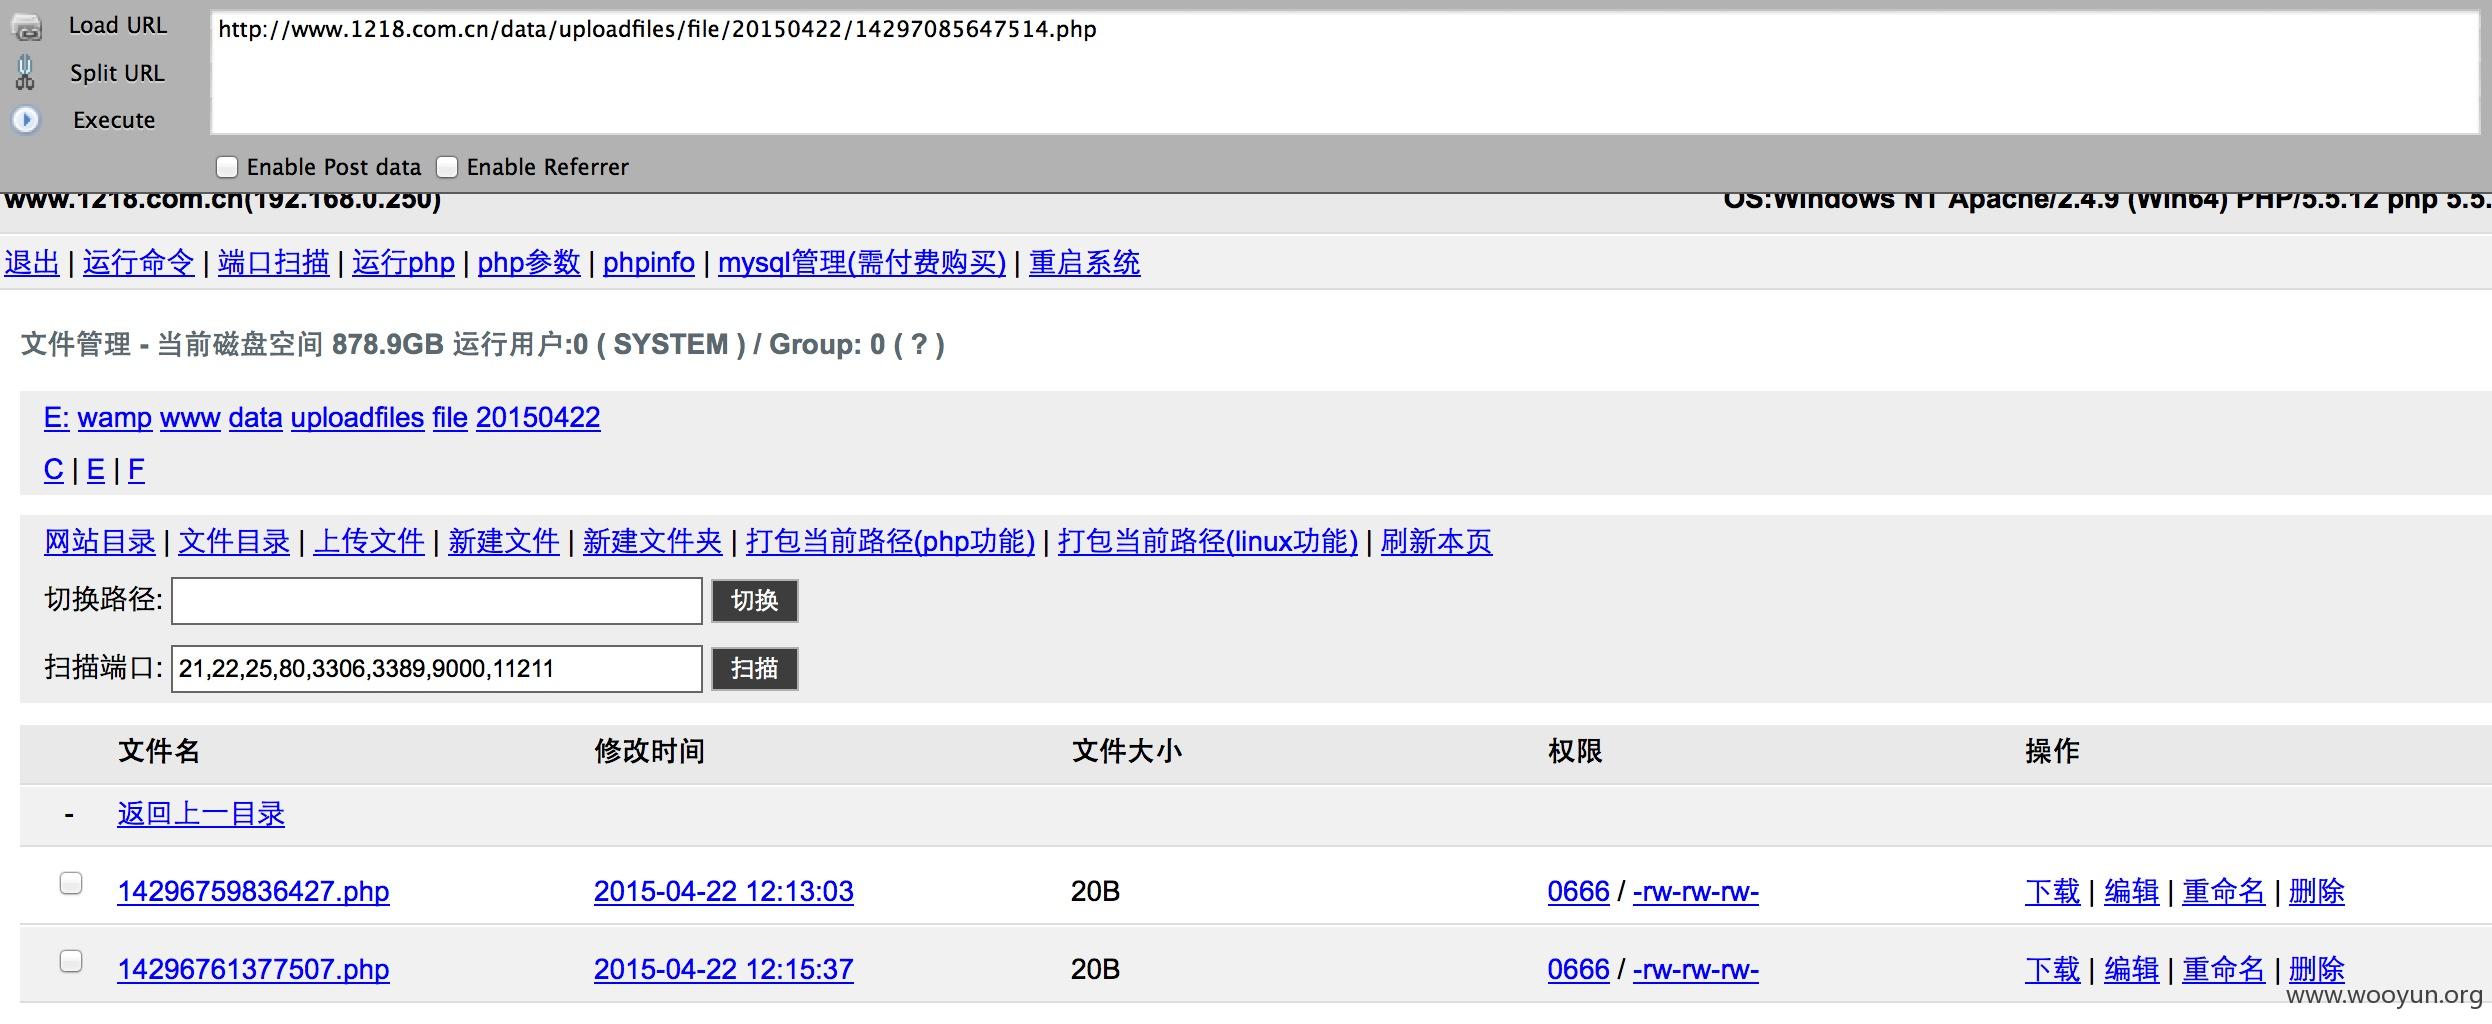 Load URL
http://www.1218.com.cn/data/uploadfiles/file/20150422/14297085647514.php
Split URL
Execute
Enable Post data Enable Referrer
www.1218.com.cn(192.168.0.250) OS:Windows NT Apache/2.4.9 (Win64) PHP/5.5.12 php 5.5.
退出 | 运行命令 | 端口扫描 | 运行php | php参数 | phpinfo | mysql管理(需付费购买) | 重启系统
文件管理 - 当前磁盘空间 878.9GB 运行用户:0 ( SYSTEM ) / Group: 0 ( ? )
E: wamp www data uploadfiles file 20150422
C | E | F
网站目录 | 文件目录 | 上传文件 | 新建文件 | 新建文件夹 | 打包当前路径(php功能) | 打包当前路径(linux功能) | 刷新本页
切换路径: 切换
扫描端口: 21,22,25,80,3306,3389,9000,11211 扫描
文件名 修改时间 文件大小 权限 操作
- 返回上一目录
14296759836427.php 2015-04-22 12:13:03 20B 0666 / -rw-rw-rw- 下载 | 编辑 | 重命名 | 删除
14296761377507.php 2015-04-22 12:15:37 20B 0666 / -rw-rw-rw- 下载 | 编辑 | 重命名 | 删除
www.wooyun.org